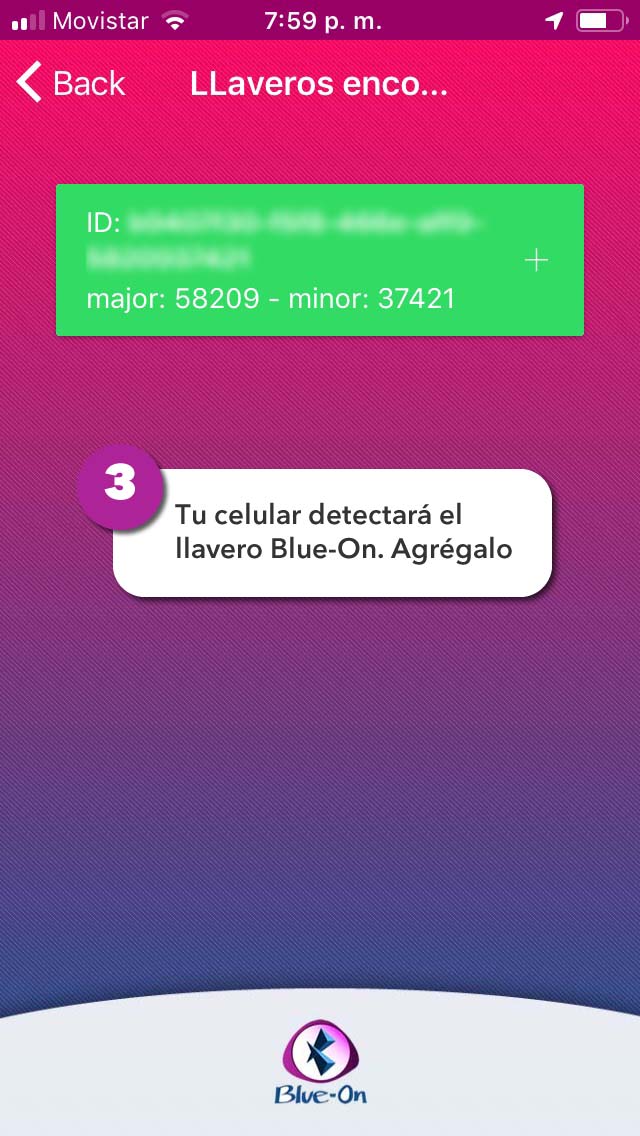 Movistar 7:59 p. m.
Back LLaveros enco...
ID:
major: 58209 - minor: 37421
3
Tu celular detectará el
llavero Blue-On. Agrégalo
Blue-On